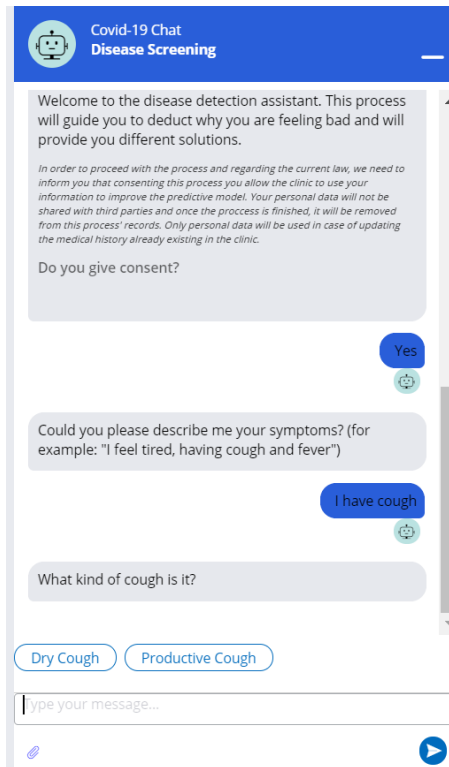 Covid-19 Chat
Disease Screening
Welcome to the disease detection assistant. This process
will guide you to deduct why you are feeling bad and will
provide you different solutions.
In order to proceed with the process and regarding the current law, we need to
inform you that consenting this process you allow the clinic to use your
information to improve the predictive model. Your personal data will not be
shared with third parties and once the proccess is finished, it will be removed
from this process' records. Only personal data will be used in case of updating
the medical history already existing in the clinic.
Do you give consent?
Yes
Could you please describe me your symptoms? (for
example: "I feel tired, having cough and fever")
I have cough
What kind of cough is it?
Dry Cough Productive Cough
Type your message...